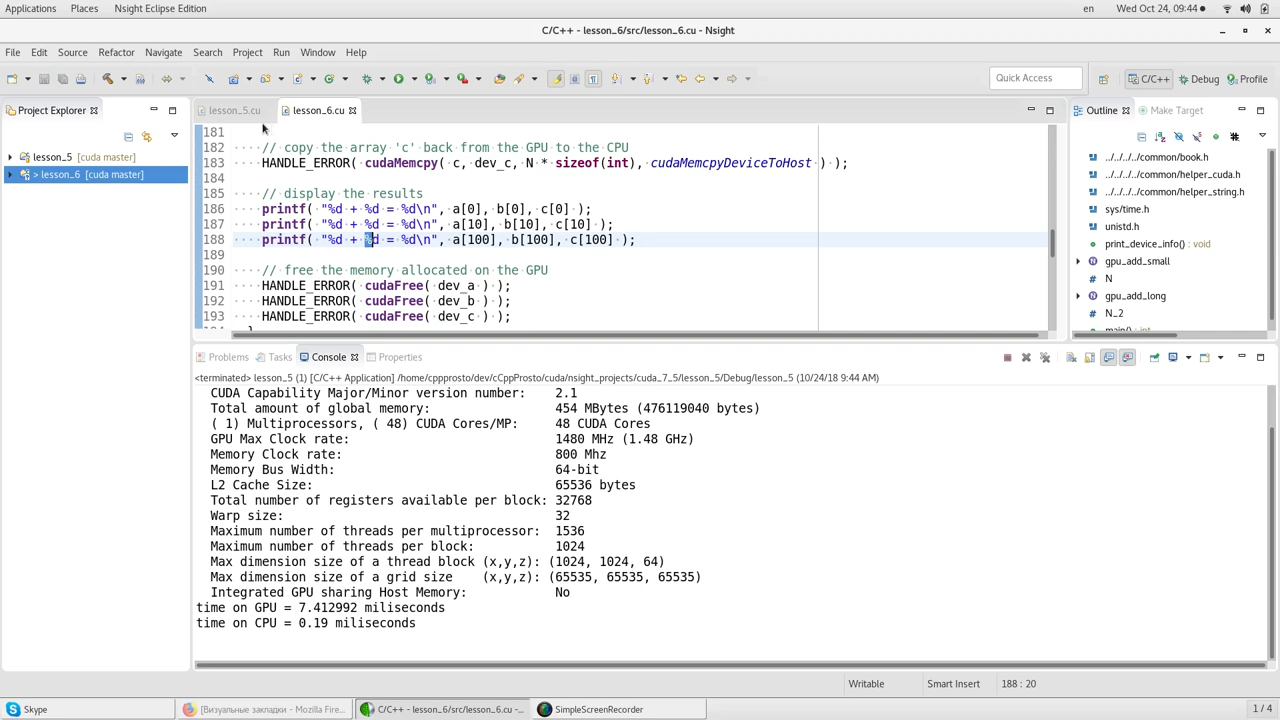 Applications Places Nsight Eclipse Edition en Wed Oct 24, 09:44
C/C++ - lesson_6/src/lesson_6.cu - Nsight
File Edit Source Refactor Navigate Search Project Run Window Help
Quick Access C/C++ Debug Profile
Project Explorer
lesson_5 [cuda master]
> lesson_6 [cuda master]
lesson_5.cu lesson_6.cu
181
182 // copy the array 'c' back from the GPU to the CPU
183 HANDLE_ERROR( cudaMemcpy( c, dev_c, N * sizeof(int), cudaMemcpyDeviceToHost ) );
184
185 // display the results
186 printf( "%d + %d = %d\n", a[0], b[0], c[0] );
187 printf( "%d + %d = %d\n", a[10], b[10], c[10] );
188 printf( "%d + %d = %d\n", a[100], b[100], c[100] );
189
190 // free the memory allocated on the GPU
191 HANDLE_ERROR( cudaFree( dev_a ) );
192 HANDLE_ERROR( cudaFree( dev_b ) );
193 HANDLE_ERROR( cudaFree( dev_c ) );
194 }
Outline Make Target
../../../../common/book.h
../../../../common/helper_cuda.h
../../../../common/helper_string.h
sys/time.h
unistd.h
print_device_info() : void
gpu_add_small
N
gpu_add_long
N_2
main() : int
Problems Tasks Console Properties
<terminated> lesson_5 (1) [C/C++ Application] /home/cppprosto/dev/cCppProsto/cuda/nsight_projects/cuda_7_5/lesson_5/Debug/lesson_5 (10/24/18 9:44 AM)
CUDA Capability Major/Minor version number: 2.1
Total amount of global memory: 454 MBytes (476119040 bytes)
( 1) Multiprocessors, ( 48) CUDA Cores/MP: 48 CUDA Cores
GPU Max Clock rate: 1480 MHz (1.48 GHz)
Memory Clock rate: 800 Mhz
Memory Bus Width: 64-bit
L2 Cache Size: 65536 bytes
Total number of registers available per block: 32768
Warp size: 32
Maximum number of threads per multiprocessor: 1536
Maximum number of threads per block: 1024
Max dimension size of a thread block (x,y,z): (1024, 1024, 64)
Max dimension size of a grid size (x,y,z): (65535, 65535, 65535)
Integrated GPU sharing Host Memory: No
time on GPU = 7.412992 miliseconds
time on CPU = 0.19 miliseconds
Writable Smart Insert 188 : 20
Skype [Визуальные закладки - Mozilla Fire... C/C++ - lesson_6/src/lesson_6.cu -... SimpleScreenRecorder 1 / 4